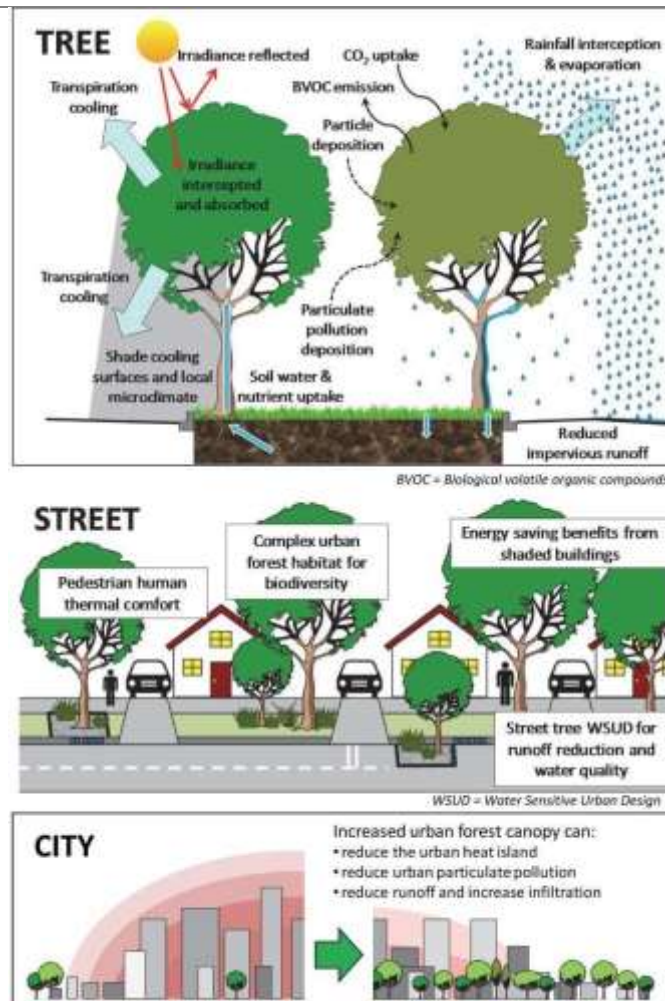 TREE
Irradiance reflected
Transpiration
cooling
Irradiance
intercepted
and absorbed
Transpiration
cooling
Shade cooling
surfaces and local
microclimate
Soil water &
nutrient uptake
CO₂ uptake
BVOC emission
Particle
deposition
Particulate
pollution
deposition
Rainfall interception
& evaporation
Reduced
impervious runoff
BVOC = Biological volatile organic compounds
STREET
Pedestrian human
thermal comfort
Complex urban
forest habitat for
biodiversity
Energy saving benefits from
shaded buildings
Street tree WSUD for
runoff reduction and
water quality
WSUD = Water Sensitive Urban Design
CITY
Increased urban forest canopy can:
• reduce the urban heat island
• reduce urban particulate pollution
• reduce runoff and increase infiltration